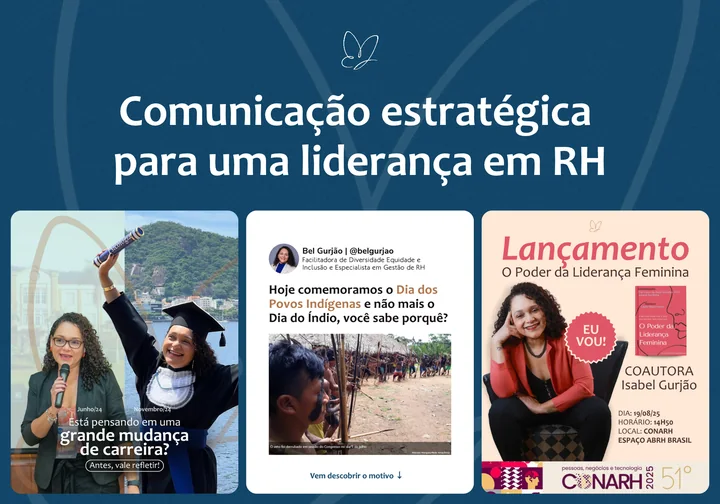 Comunicação estratégica
para uma liderança em RH
Junho/24
Novembro/24
Está pensando em uma
grande mudança
de carreira?
Antes, vale refletir!
Bel Gurjão | @belgurjao
Facilitadora de Diversidade Equidade e
Inclusão e Especialista em Gestão de RH
Hoje comemoramos o Dia dos
Povos Indígenas e não mais o
Dia do Índio, você sabe porquê?
Vem descobrir o motivo ↓
Lançamento
O Poder da Liderança Feminina
EU
VOU!
O Poder da
Liderança
Feminina
COAUTORA
Isabel Gurjão
DIA: 19/08/25
HORÁRIO: 14H50
LOCAL: CONARH
ESPAÇO ABRH BRASIL
pessoas, negócios e tecnologia
CONARH 2025
51º